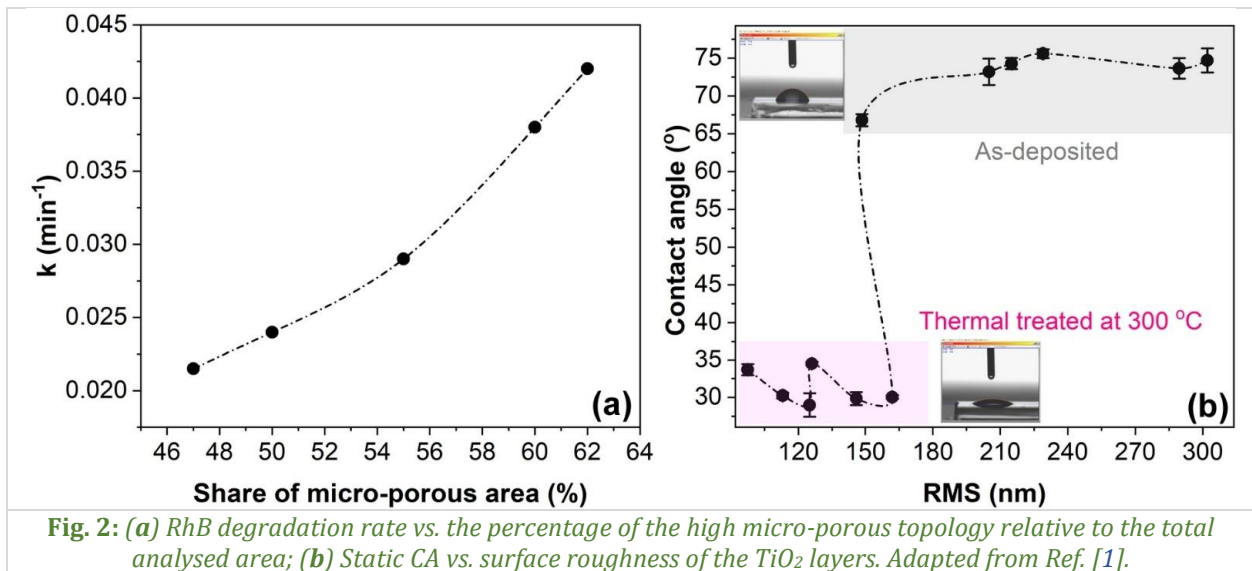 0.045
0.040
0.035
0.030
0.025
0.020
k (min-1)
46 48 50 52 54 56 58 60 62 64
Share of micro-porous area (%)
(a)
75
70
65
60
55
50
45
40
35
30
Contact angle (o)
As-deposited
Thermal treated at 300 oC
(b)
120 150 180 210 240 270 300
RMS (nm)
Fig. 2: (a) RhB degradation rate vs. the percentage of the high micro-porous topology relative to the total
analysed area; (b) Static CA vs. surface roughness of the TiO2 layers. Adapted from Ref. [1].